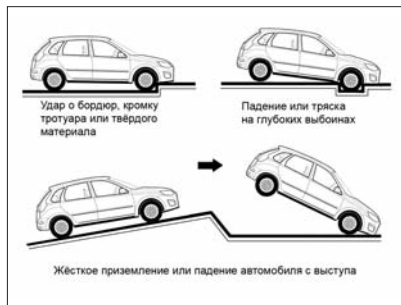 Удар о бордюр, кромку
тротуара или твёрдого
материала
Падение или тряска
на глубоких выбоинах
Жёсткое приземление или падение автомобиля с выступа